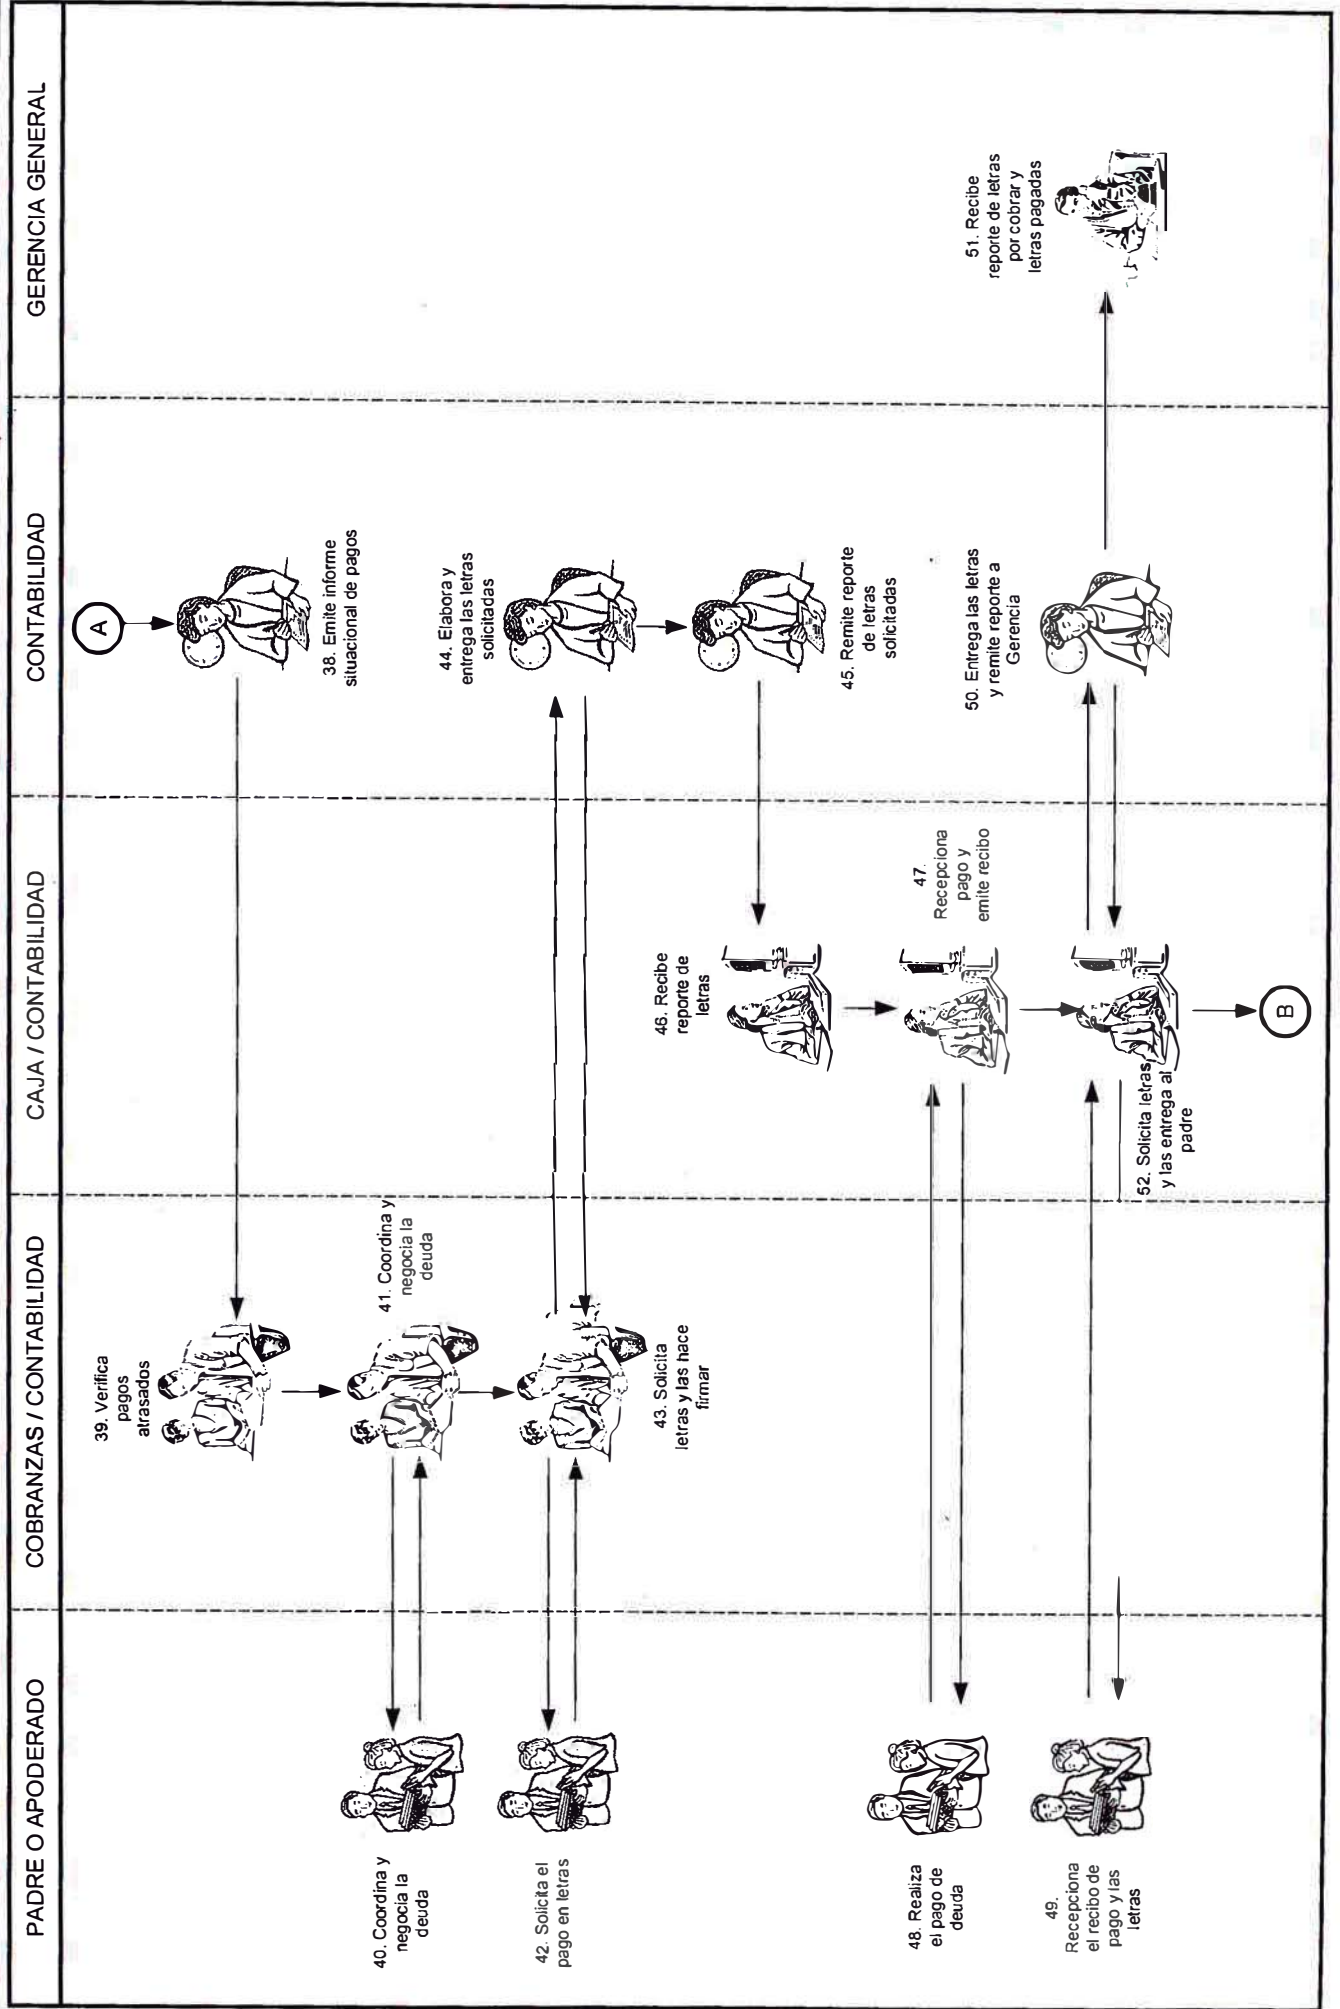 PADRE O APODERADO
COBRANZAS / CONTABILIDAD
CAJA / CONTABILIDAD
CONTABILIDAD
GERENCIA GENERAL
A
38. Emite informe
situacional de pagos
39. Verifica
pagos
atrasados
40. Coordina y
negocia la
deuda
41. Coordina y
negocia la
deuda
42. Solicita el
pago en letras
43. Solicita
letras y las hace
firmar
44. Elabora y
entrega las letras
solicitadas
45. Remite reporte
de letras
solicitadas
46. Recibe
reporte de
letras
47.
Recepciona
pago y
emite recibo
48. Realiza
el pago de
deuda
49.
Recepciona
el recibo de
pago y las
letras
50. Entrega las letras
y remite reporte a
Gerencia
51. Recibe
reporte de letras
por cobrar y
letras pagadas
52. Solicita letras
y las entrega al
padre
B